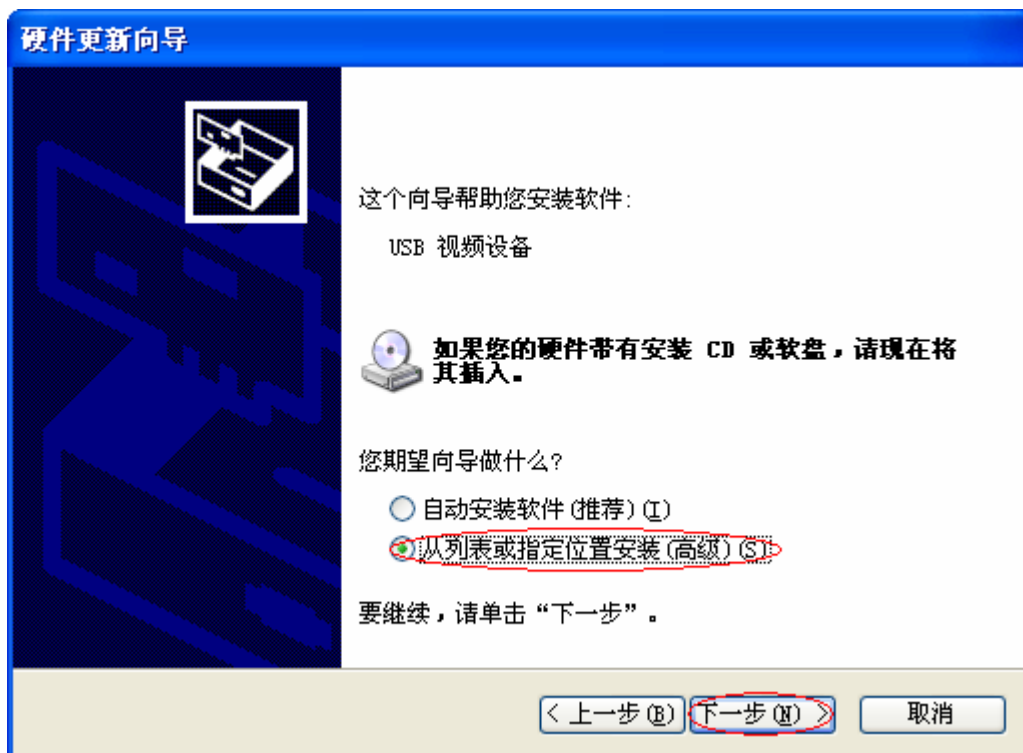 硬件更新向导
这个向导帮助您安装软件:
USB 视频设备
如果您的硬件带有安装 CD 或软盘，请现在将
其插入。
您期望向导做什么?
自动安装软件(推荐)(I)
从列表或指定位置安装(高级)(S)
要继续，请单击“下一步”。
< 上一步(B) 下一步(N) > 取消